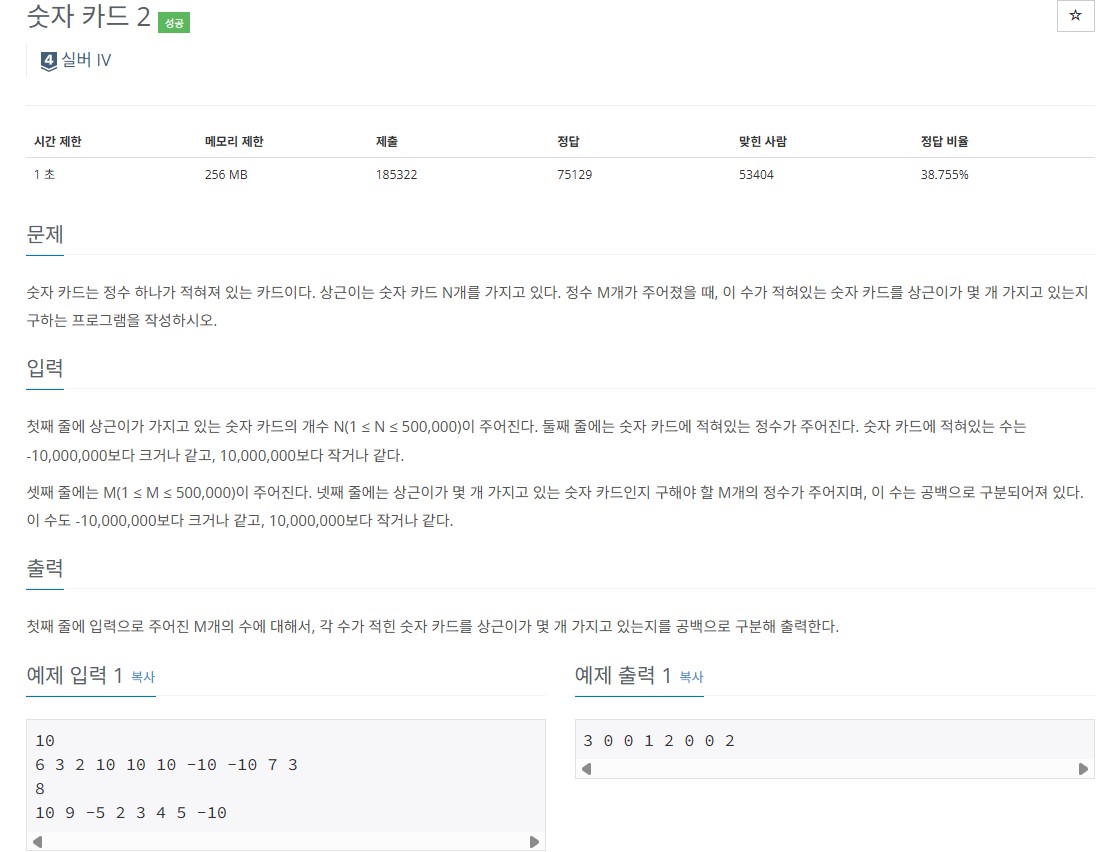 숫자 카드 2 성공
☆
4 실버 IV
시간 제한 메모리 제한 제출 정답 맞힌 사람 정답 비율
1 초 256 MB 185322 75129 53404 38.755%
문제
숫자 카드는 정수 하나가 적혀져 있는 카드이다. 상근이는 숫자 카드 N개를 가지고 있다. 정수 M개가 주어졌을 때, 이 수가 적혀있는 숫자 카드를 상근이가 몇 개 가지고 있는지
구하는 프로그램을 작성하시오.
입력
첫째 줄에 상근이가 가지고 있는 숫자 카드의 개수 N(1 ≤ N ≤ 500,000)이 주어진다. 둘째 줄에는 숫자 카드에 적혀있는 정수가 주어진다. 숫자 카드에 적혀있는 수는
-10,000,000보다 크거나 같고, 10,000,000보다 작거나 같다.
셋째 줄에는 M(1 ≤ M ≤ 500,000)이 주어진다. 넷째 줄에는 상근이가 몇 개 가지고 있는 숫자 카드인지 구해야 할 M개의 정수가 주어지며, 이 수는 공백으로 구분되어져 있다.
이 수도 -10,000,000보다 크거나 같고, 10,000,000보다 작거나 같다.
출력
첫째 줄에 입력으로 주어진 M개의 수에 대해서, 각 수가 적힌 숫자 카드를 상근이가 몇 개 가지고 있는지를 공백으로 구분해 출력한다.
예제 입력 1 복사
10
6 3 2 10 10 10 -10 -10 7 3
8
10 9 -5 2 3 4 5 -10
예제 출력 1 복사
3 0 0 1 2 0 0 2